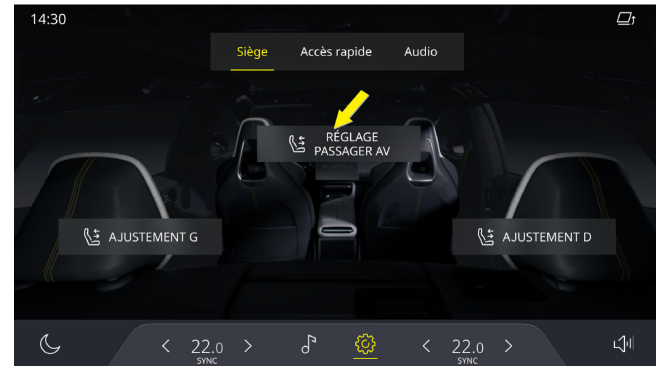 14:30
Siège Accès rapide Audio
RÉGLAGE
PASSAGER AV
AJUSTEMENT G AJUSTEMENT D
22.0 22.0
SYNC SYNC